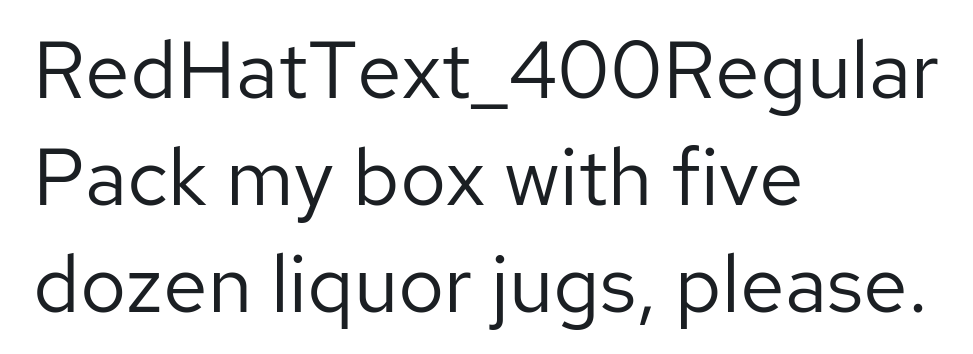 RedHatText_400Regular
Pack my box with five
dozen liquor jugs, please.